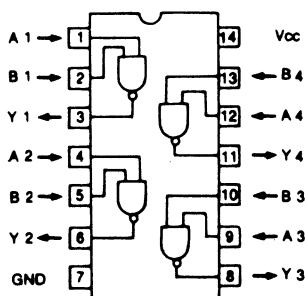 A 1 1 14 Vcc
B 1 2 13 B 4
Y 1 3 12 A 4
A 2 4 11 Y 4
B 2 5 10 B 3
Y 2 6 9 A 3
GND 7 8 Y 3